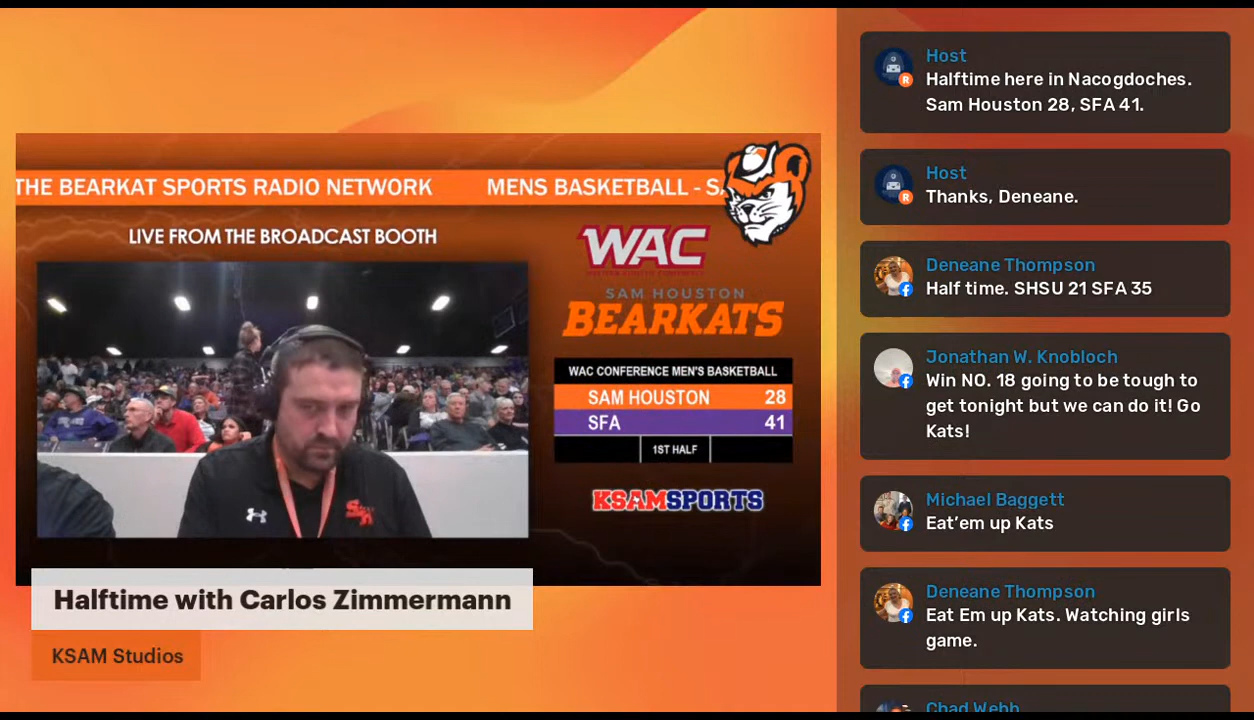 THE BEARKAT SPORTS RADIO NETWORK MENS BASKETBALL - SA
LIVE FROM THE BROADCAST BOOTH
WAC
SAM HOUSTON
BEARKATS
WAC CONFERENCE MEN'S BASKETBALL
SAM HOUSTON 28
SFA 41
1ST HALF
KSAMSPORTS
Halftime with Carlos Zimmermann
KSAM Studios
Host
Halftime here in Nacogdoches.
Sam Houston 28, SFA 41.
Host
Thanks, Deneane.
Deneane Thompson
Half time. SHSU 21 SFA 35
Jonathan W. Knobloch
Win NO. 18 going to be tough to
get tonight but we can do it! Go
Kats!
Michael Baggett
Eat’em up Kats
Deneane Thompson
Eat Em up Kats. Watching girls
game.
Chad Webb